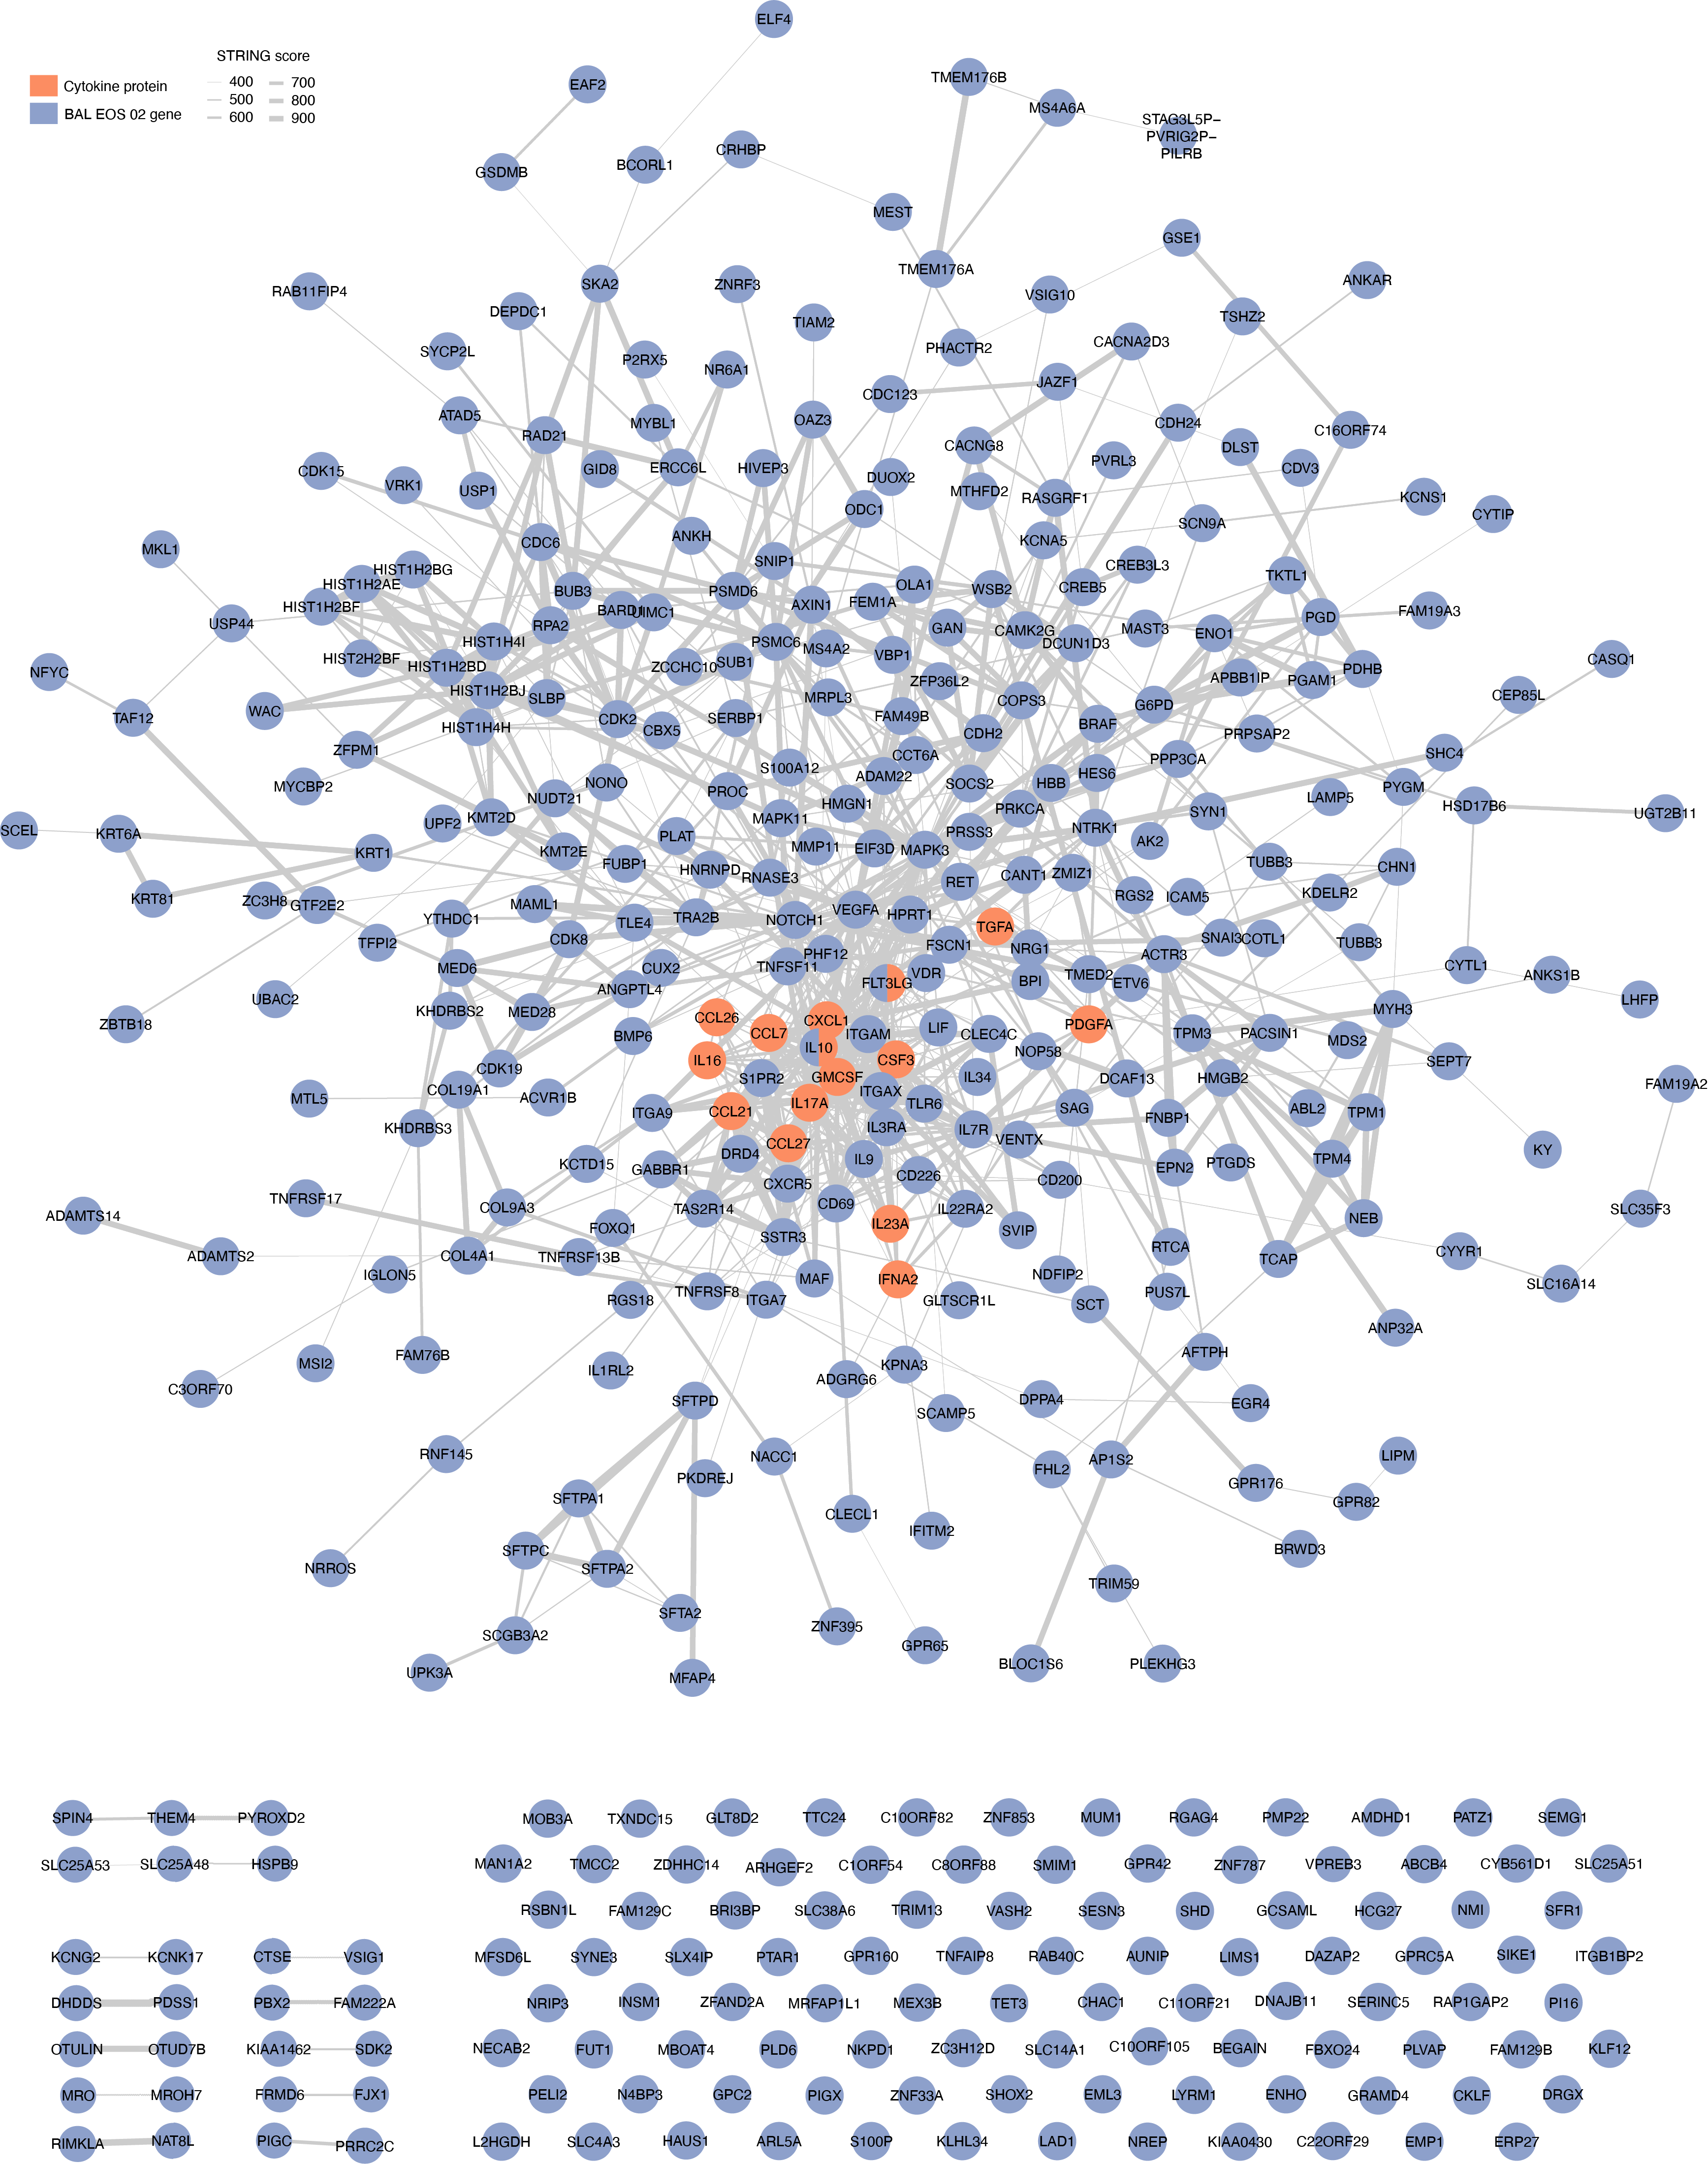 ELF4
STRING score
400
700
500
800
600
900
Cytokine protein
BAL EOS 02 gene
EAF2
TMEM176B
MS4A6A
STAG3L5P–
PVRIG2P–
PILRB
GSDMB
BCORL1
CRHBP
MEST
GSE1
TMEM176A
RAB11FIP4
SKA2
ZNRF3
VSIG10
ANKAR
DEPDC1
TIAM2
TSHZ2
SYCP2L
P2RX5
NR6A1
PHACTR2
CACNA2D3
CDC123
JAZF1
ATAD5
RAD21
MYBL1
OAZ3
CDH24
C16ORF74
CACNG8
DLST
CDK15
VRK1
USP1
GID8
ERCC6L
HIVEP3
DUOX2
MTHFD2
PVRL3
RASGRF1
CDV3
KCNS1
CYTIP
ODC1
SCN9A
MKL1
CDC6
ANKH
SNIP1
KCNA5
HIST1H2BG
HIST1H2AE
HIST1H2BF
BUB3
PSMD6
OLA1
WSB2
CREB5
CREB3L3
TKTL1
USP44
RPA2
BARD1
UIMC1
AXIN1
FEM1A
GAN
CAMK2G
MAST3
ENO1
PGD
FAM19A3
HIST1H4I
PSMC6
MS4A2
VBP1
DCUN1D3
NFYC
HIST2H2BF
HIST1H2BD
ZCCHC10
SUB1
ZFP36L2
APBB1IP
PGAM1
PDHB
CASQ1
HIST1H2BJ
SLBP
MRPL3
COPS3
G6PD
CEP85L
TAF12
WAC
HIST1H4H
CDK2
CBX5
SERBP1
FAM49B
CDH2
BRAF
PRPSAP2
ZFPM1
CCT6A
PPP3CA
SHC4
MYCBP2
NONO
S100A12
ADAM22
SOCS2
HBB
HES6
PYGM
NUDT21
PROC
HMGN1
PRKCA
SYN1
LAMP5
HSD17B6
UGT2B11
SCEL
KRT6A
UPF2
KMT2D
PLAT
MAPK11
PRSS3
NTRK1
AK2
KRT1
KMT2E
FUBP1
HNRNPD
MMP11
EIF3D
MAPK3
TUBB3
CHN1
KRT81
ZC3H8
GTF2E2
RNASE3
RET
CANT1
ZMIZ1
RGS2
ICAM5
KDELR2
YTHDC1
MAML1
TLE4
TRA2B
NOTCH1
VEGFA
HPRT1
TGFA
TFPI2
CDK8
FSCN1
NRG1
SNAI3
COTL1
TUBB3
MED6
CUX2
TNFSF11
PHF12
VDR
BPI
TMED2
ACTR3
CYTL1
ANKS1B
UBAC2
ANGPTL4
FLT3LG
ETV6
LHFP
ZBTB18
KHDRBS2
MED28
BMP6
CCL26
CCL7
CXCL1
ITGAM
LIF
CLEC4C
PDGFA
TPM3
PACSIN1
MYH3
MDS2
CDK19
IL16
IL10
CSF3
NOP58
SEPT7
MTL5
COL19A1
ACVR1B
S1PR2
GMCSF
ITGAX
IL34
DCAF13
HMGB2
FAM19A2
KHDRBS3
ITGA9
CCL21
IL17A
TLR6
SAG
FNBP1
ABL2
TPM1
IL3RA
IL7R
VENTX
KY
KCTD15
GABBR1
DRD4
CCL27
IL9
CD226
CD200
EPN2
PTGDS
TPM4
ADAMTS14
TNFRSF17
COL9A3
TAS2R14
CXCR5
CD69
IL22RA2
SVIP
NEB
SLC35F3
ADAMTS2
COL4A1
FOXQ1
TNFRSF13B
SSTR3
IL23A
RTCA
TCAP
CYYR1
IGLON5
MAF
IFNA2
NDFIP2
SLC16A14
RGS18
TNFRSF8
ITGA7
GLTSCR1L
SCT
PUS7L
ANP32A
C3ORF70
MSI2
FAM76B
IL1RL2
ADGRG6
KPNA3
AFTPH
SFTPD
SCAMP5
DPPA4
EGR4
RNF145
PKDREJ
NACC1
FHL2
AP1S2
GPR176
LIPM
SFTPA1
CLECL1
IFITM2
GPR82
NRROS
SFTPC
SFTPA2
TRIM59
BRWD3
SFTA2
ZNF395
SCGB3A2
GPR65
BLOC1S6
PLEKHG3
UPK3A
MFAP4
SPIN4 THEM4 PYROXD2 MOB3A TXNDC15 GLT8D2 TTC24 C10ORF82 ZNF853 MUM1 RGAG4 PMP22 AMDHD1 PATZ1 SEMG1
SLC25A53 SLC25A48 HSPB9 MAN1A2 TMCC2 ZDHHC14 ARHGEF2 C1ORF54 C8ORF88 SMIM1 GPR42 ZNF787 VPREB3 ABCB4 CYB561D1 SLC25A51
RSBN1L FAM129C BRI3BP SLC38A6 TRIM13 VASH2 SESN3 SHD GCSAML HCG27 NMI SFR1
KCNG2 KCNK17 CTSE VSIG1 MFSD6L SYNE3 SLX4IP PTAR1 GPR160 TNFAIP8 RAB40C AUNIP LIMS1 DAZAP2 GPRC5A SIKE1 ITGB1BP2
DHDDS PDSS1 PBX2 FAM222A NRIP3 INSM1 ZFAND2A MRFAP1L1 MEX3B TET3 CHAC1 C11ORF21 DNAJB11 SERINC5 RAP1GAP2 PI16
OTULIN OTUD7B KIAA1462 SDK2 NECAB2 FUT1 MBOAT4 PLD6 NKPD1 ZC3H12D SLC14A1 C10ORF105 BEGAIN FBXO24 PLVAP FAM129B KLF12
MRO MROH7 FRMD6 FJX1 PELI2 N4BP3 GPC2 PIGX ZNF33A SHOX2 EML3 LYRM1 ENHO GRAMD4 CKLF DRGX
RIMKLA NAT8L PIGC PRRC2C L2HGDH SLC4A3 HAUS1 ARL5A S100P KLHL34 LAD1 NREP KIAA0430 C22ORF29 EMP1 ERP27